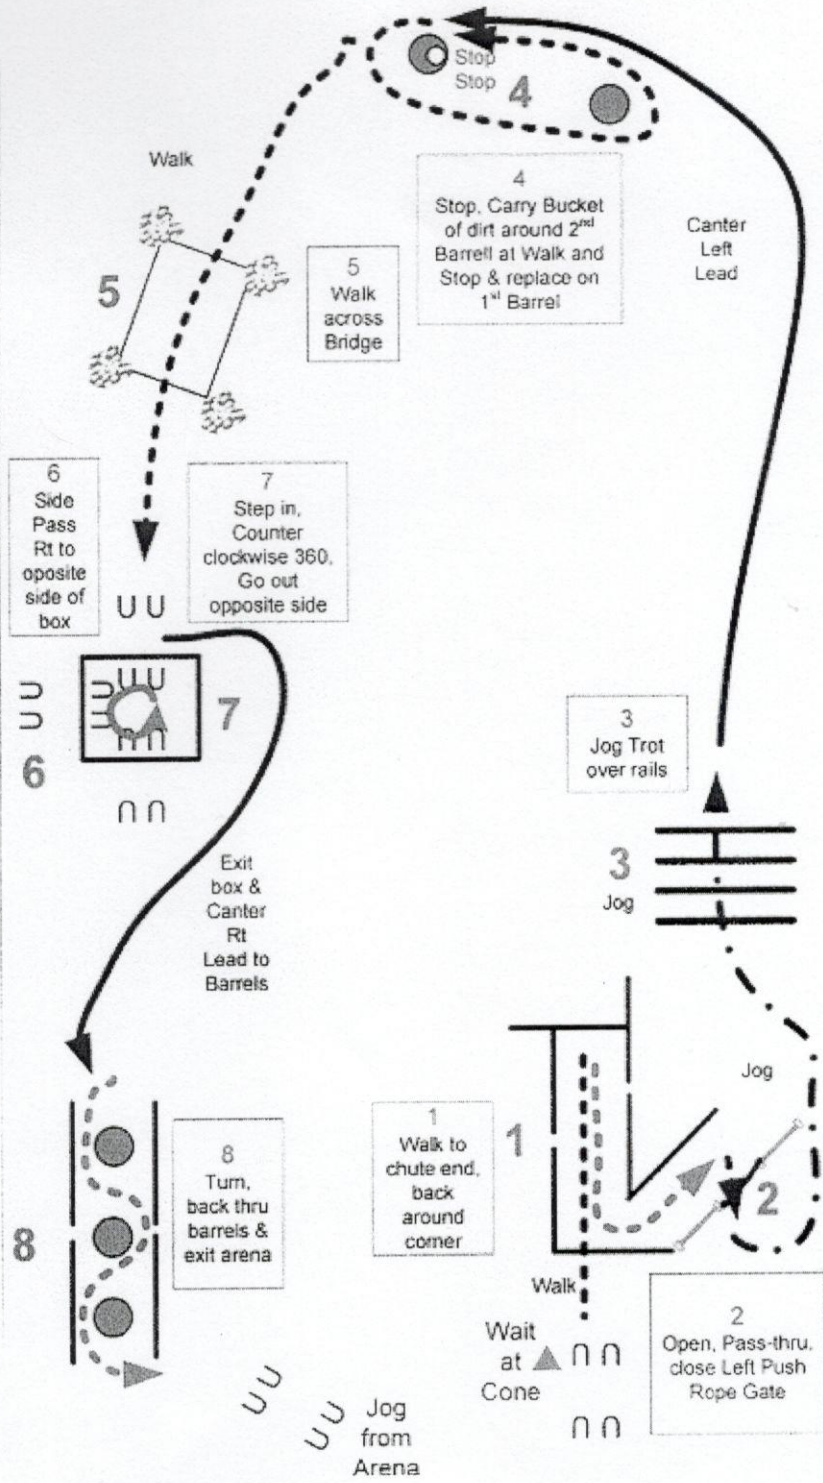 Stop
Stop
4
Walk
4
Stop, Carry Bucket
of dirt around 2nd
Barrell at Walk and
Stop & replace on
1st Barrel
Canter
Left
Lead
5
5
Walk
across
Bridge
6
Side
Pass
Rt to
oposite
side of
box
7
Step in,
Counter
clockwise 360,
Go out
opposite side
7
6
3
Jog Trot
over rails
3
Jog
Exit
box &
Canter
Rt
Lead to
Barrels
Jog
1
Walk to
chute end,
back
around
corner
1
2
8
Turn,
back thru
barrels &
exit arena
8
Walk
2
Open, Pass-thru,
close Left Push
Rope Gate
Wait
at
Cone
Jog
from
Arena